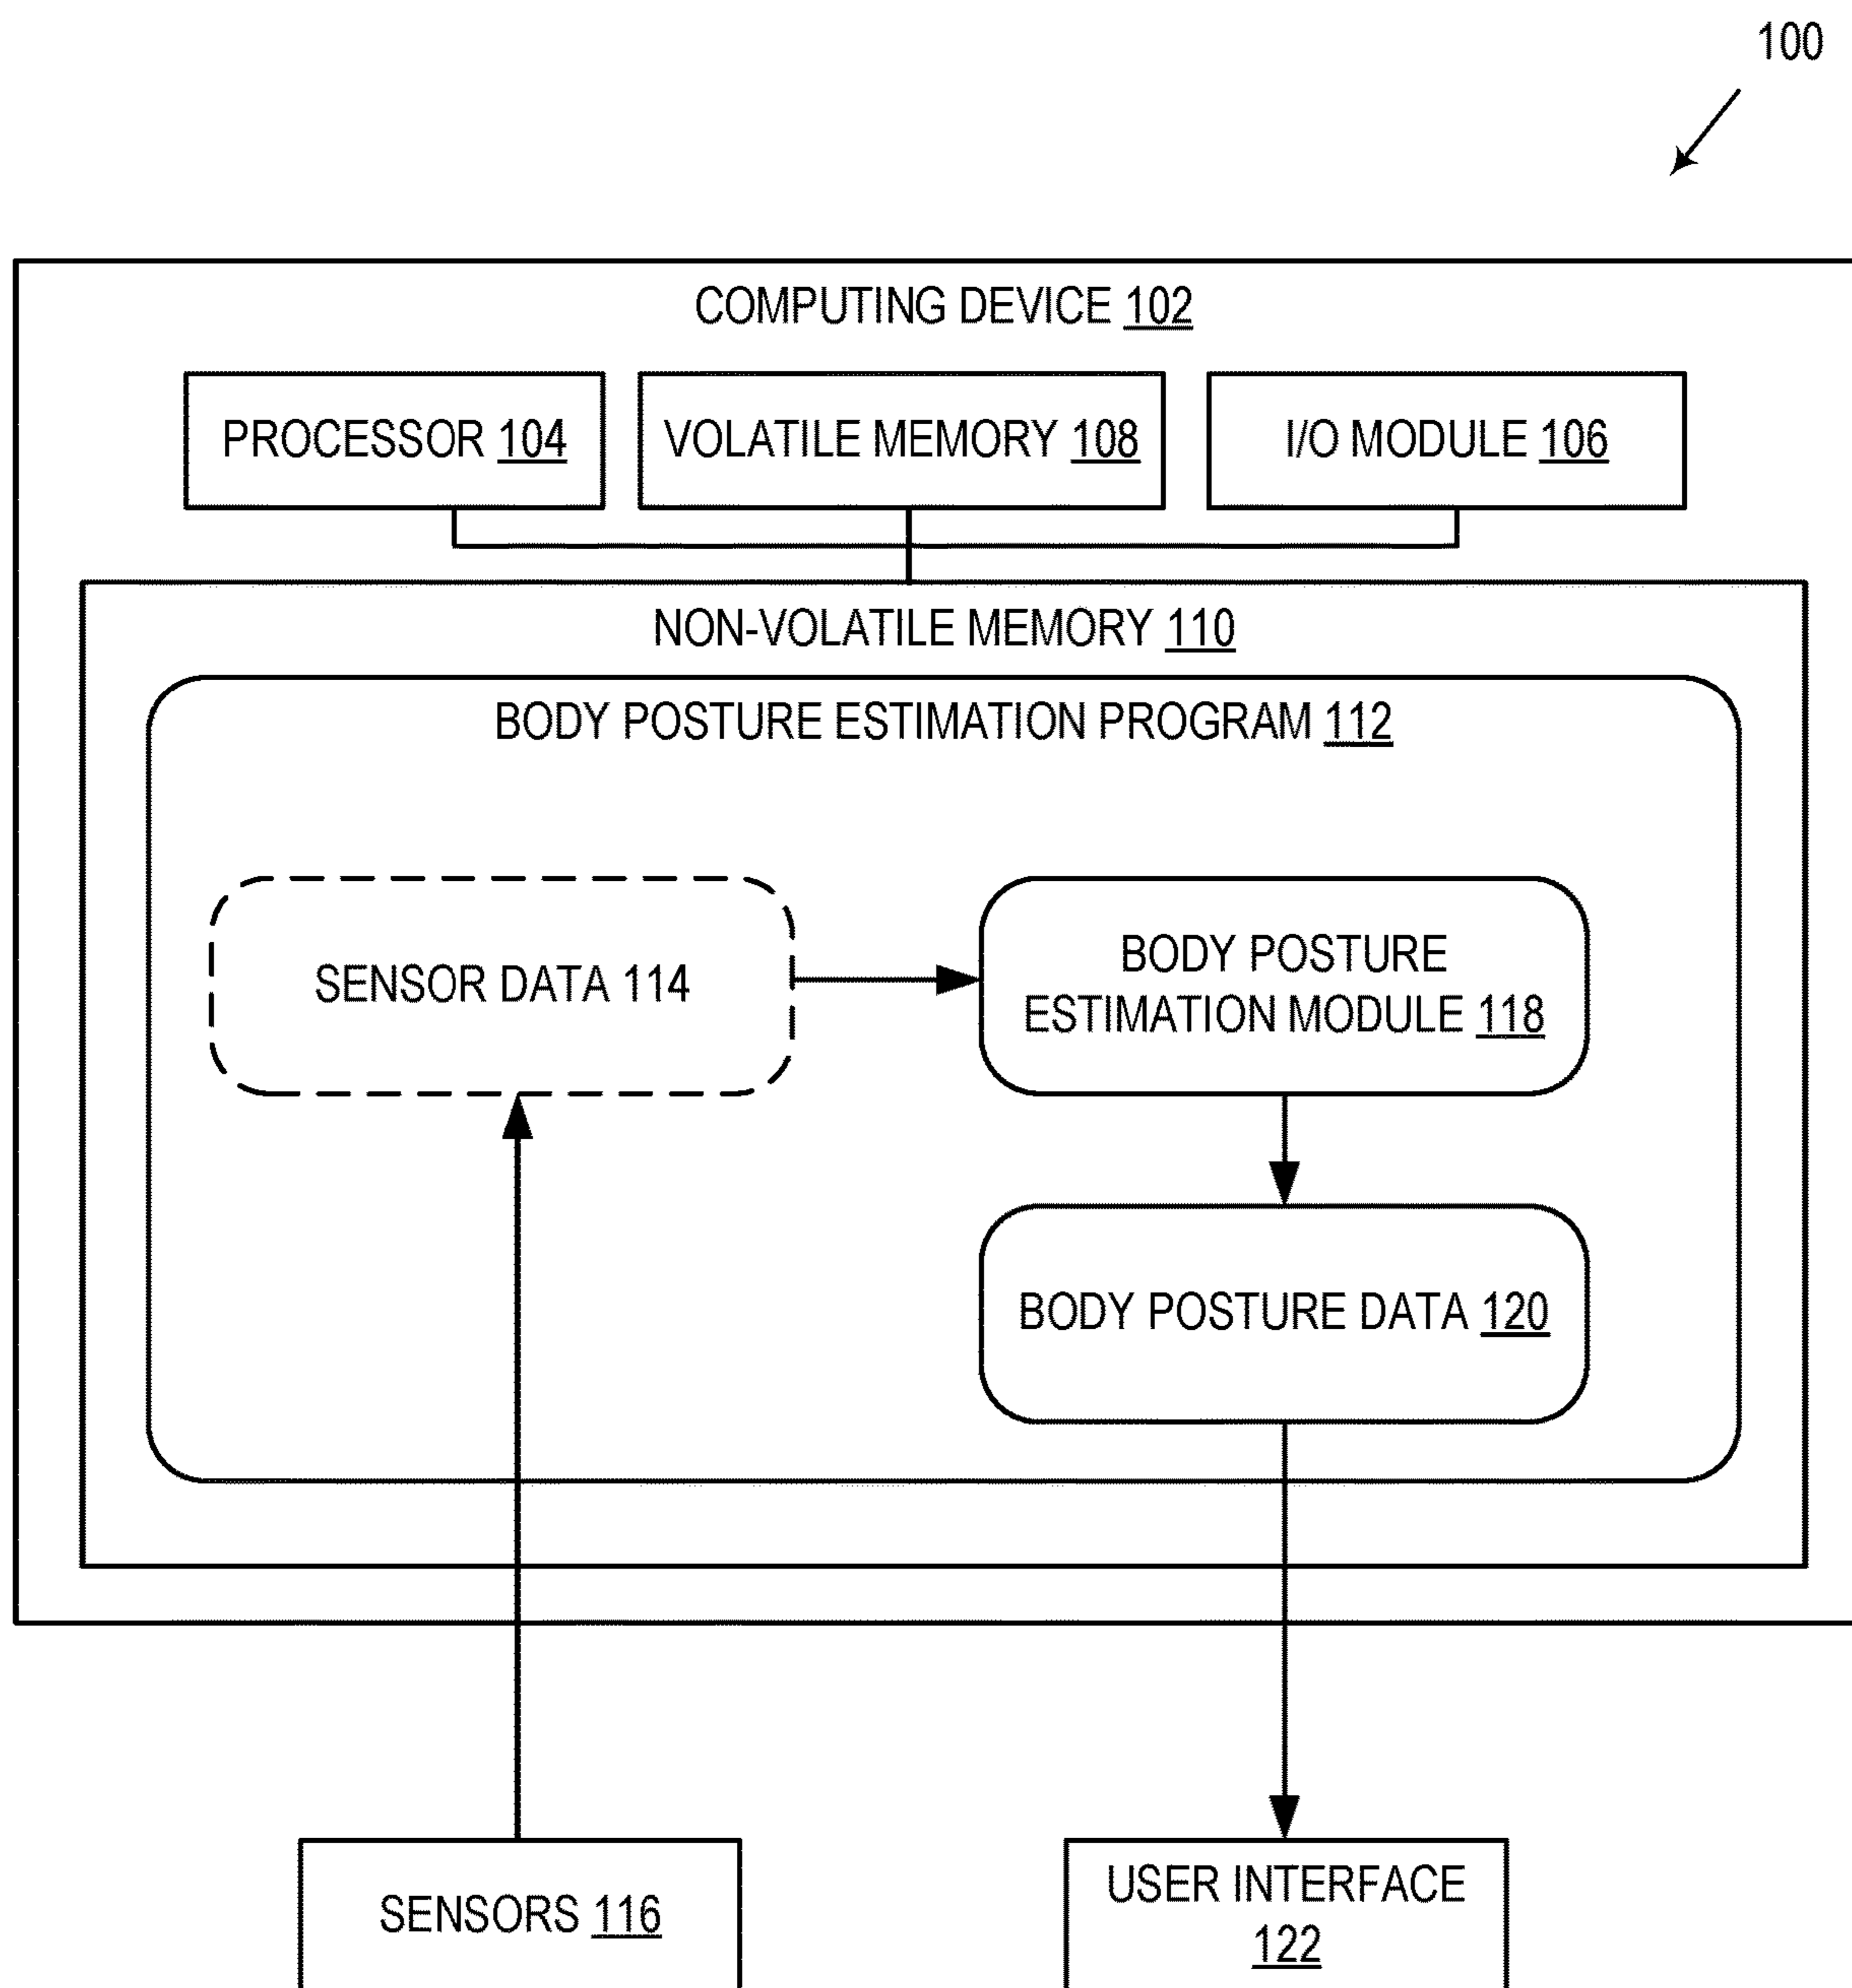 100
COMPUTING DEVICE 102
PROCESSOR 104
VOLATILE MEMORY 108
I/O MODULE 106
NON-VOLATILE MEMORY 110
BODY POSTURE ESTIMATION PROGRAM 112
SENSOR DATA 114
BODY POSTURE
ESTIMATION MODULE 118
BODY POSTURE DATA 120
SENSORS 116
USER INTERFACE
122